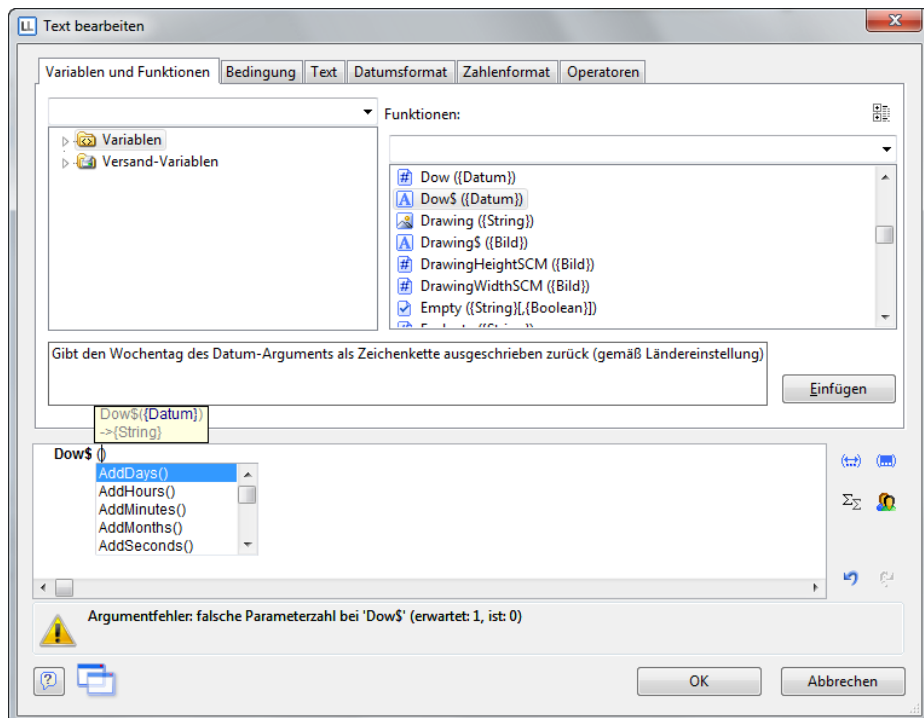 LL Text bearbeiten
Variablen und Funktionen Bedingung Text Datumsformat Zahlenformat Operatoren
Funktionen:
Variablen
Versand-Variablen
# Dow ({Datum})
A Dow$ ({Datum})
Drawing ({String})
A Drawing$ ({Bild})
# DrawingHeightSCM ({Bild})
# DrawingWidthSCM ({Bild})
Empty ({String}[,{Boolean}])
Gibt den Wochentag des Datum-Arguments als Zeichenkette ausgeschrieben zurück (gemäß Ländereinstellung)
Einfügen
Dow$({Datum})
->{String}
Dow$ ()
AddDays()
AddHours()
AddMinutes()
AddMonths()
AddSeconds()
ΣΣ
Argumentfehler: falsche Parameterzahl bei 'Dow$' (erwartet: 1, ist: 0)
? OK Abbrechen